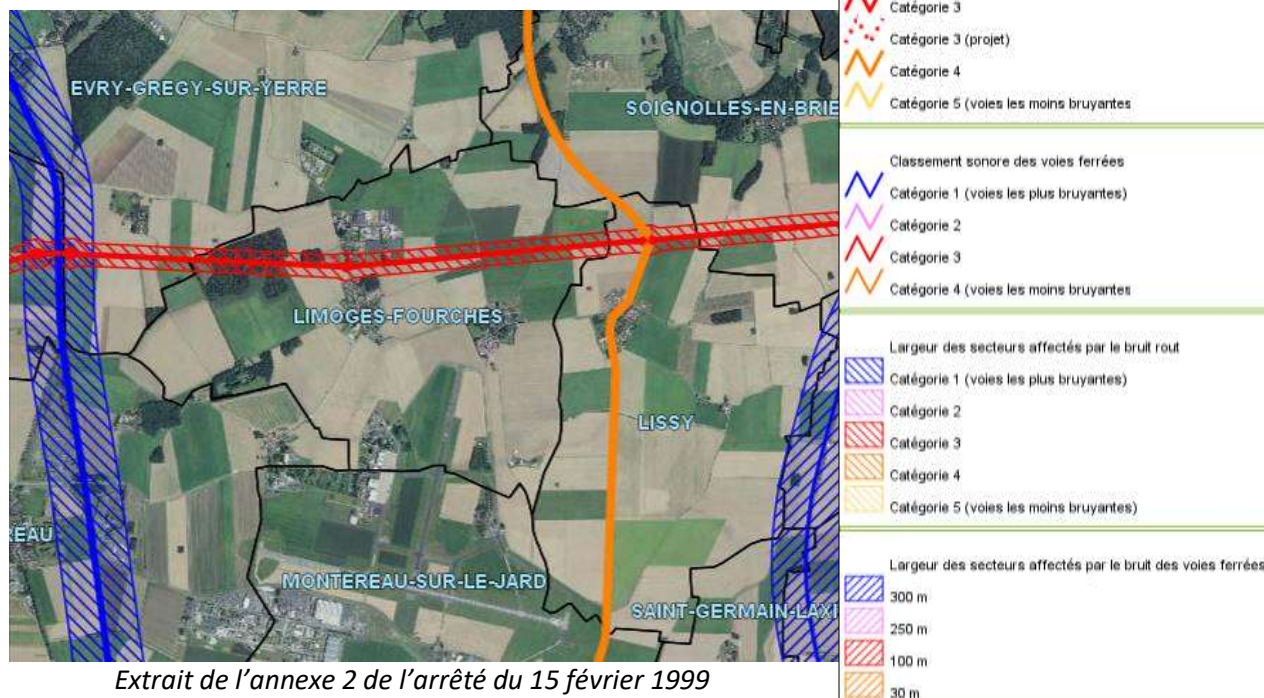 EVRY-GREGY-SUR-YERRE
SOIGNOLLES-EN-BRIE
LIMOGES-FOURCHES
LISSY
EAU
MONTEREAU-SUR-LE-JARD
SAINT-GERMAIN-LAXI
Extrait de l’annexe 2 de l’arrêté du 15 février 1999
Catégorie 3
Catégorie 3 (projet)
Catégorie 4
Catégorie 5 (voies les moins bruyantes
Classement sonore des voies ferrées
Catégorie 1 (voies les plus bruyantes)
Catégorie 2
Catégorie 3
Catégorie 4 (voies les moins bruyantes
Largeur des secteurs affectés par le bruit rout
Catégorie 1 (voies les plus bruyantes)
Catégorie 2
Catégorie 3
Catégorie 4
Catégorie 5 (voies les moins bruyantes)
Largeur des secteurs affectés par le bruit des voies ferrées
300 m
250 m
100 m
30 m